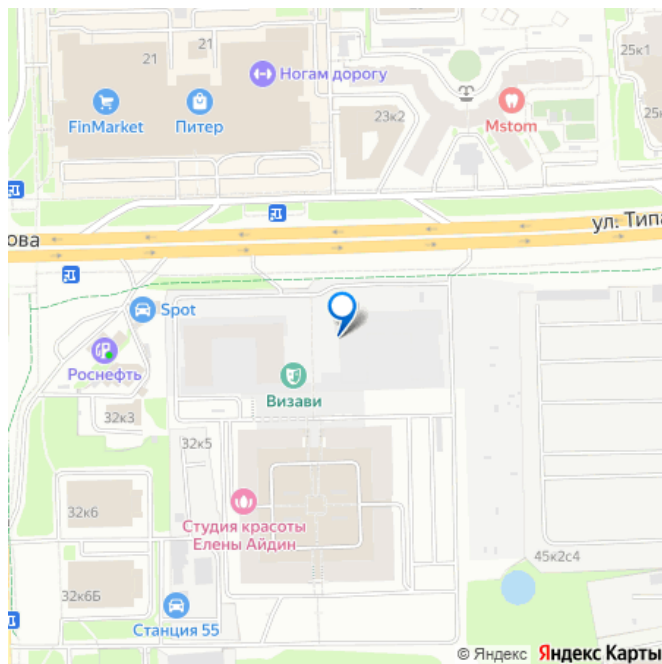 21
21
25к1
Ногам дорогу
FinMarket
Питер
23к2
Mstom
25к
ова
ул. Типа
Spot
Роснефть
Визави
32к3
32к5
Студия красоты
Елены Айдин
32к6
45к2с4
32к6Б
Станция 55
© Яндекс Яндекс Карты